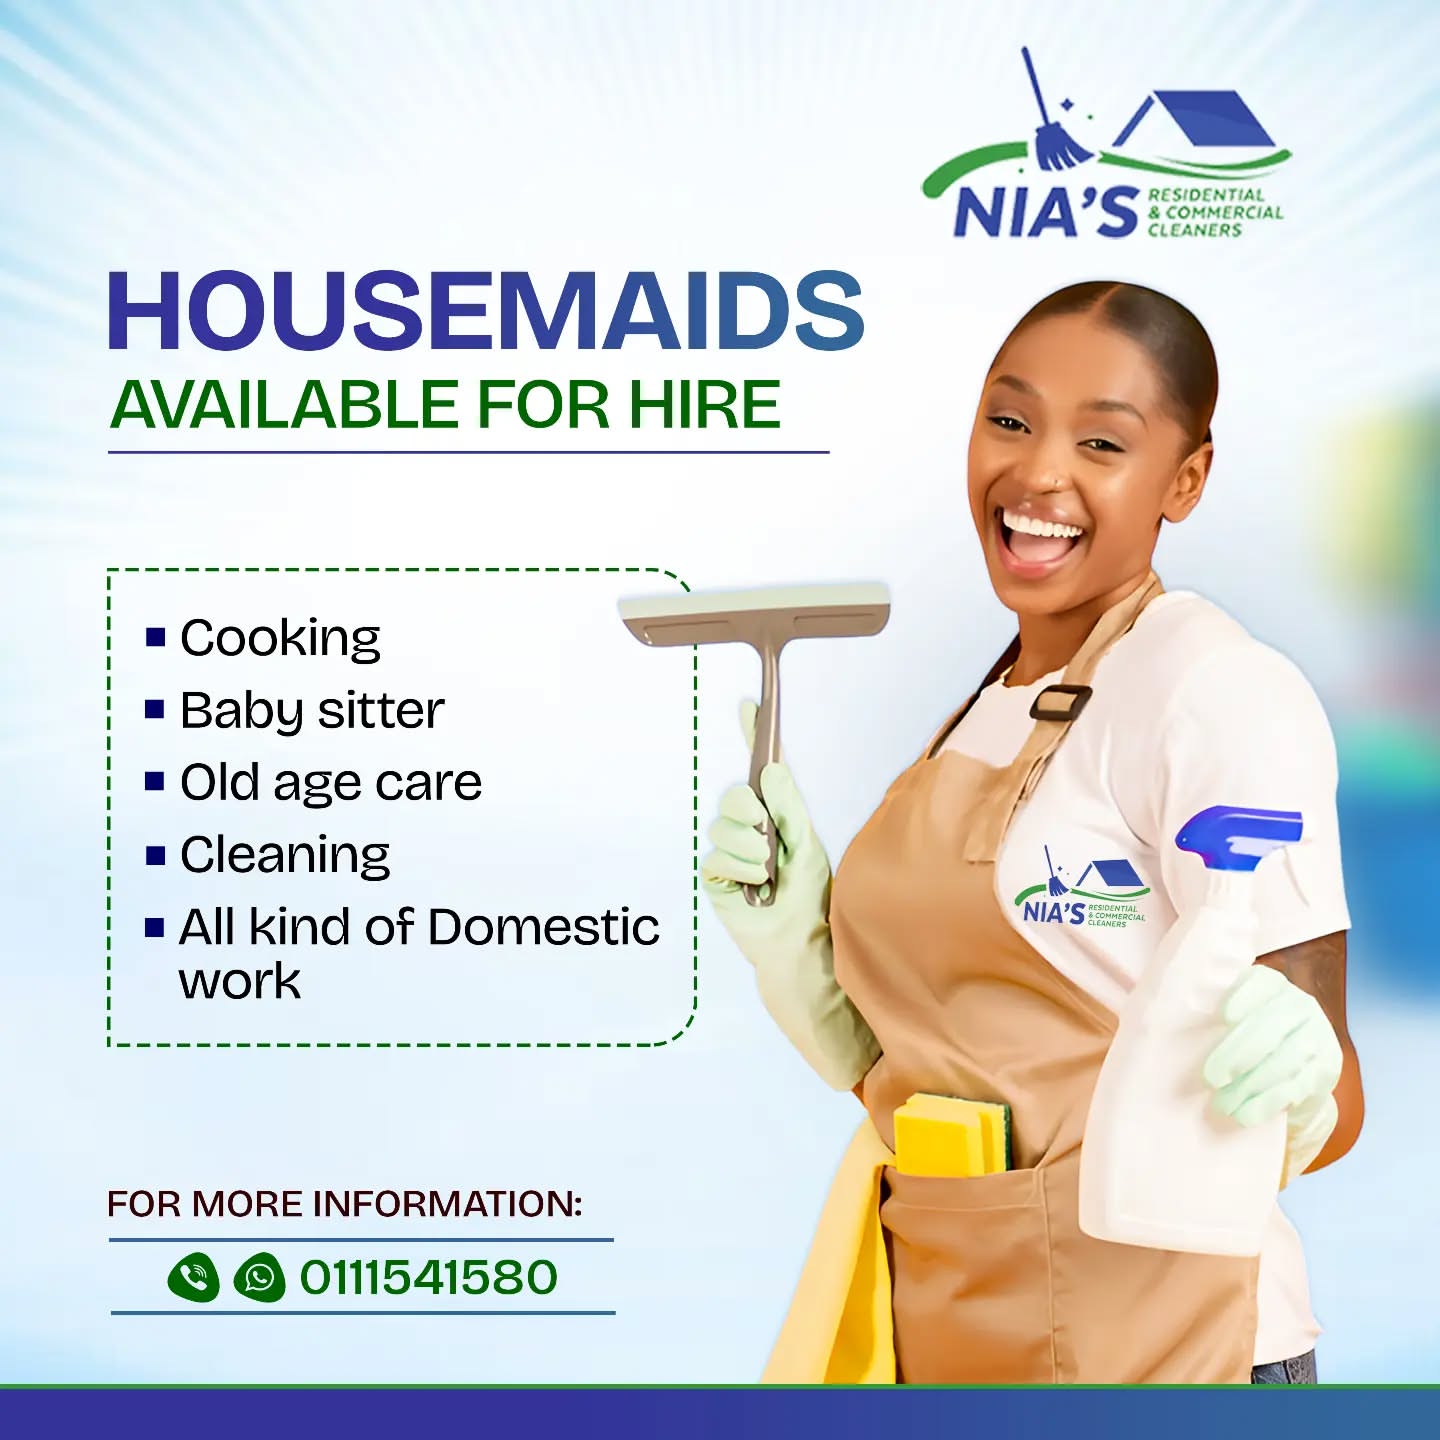 NIA'S RESIDENTIAL
& COMMERCIAL
CLEANERS
HOUSEMAIDS
AVAILABLE FOR HIRE
Cooking
Baby sitter
Old age care
Cleaning
All kind of Domestic
work
NIA'S RESIDENTIAL
& COMMERCIAL
CLEANERS
FOR MORE INFORMATION:
0111541580